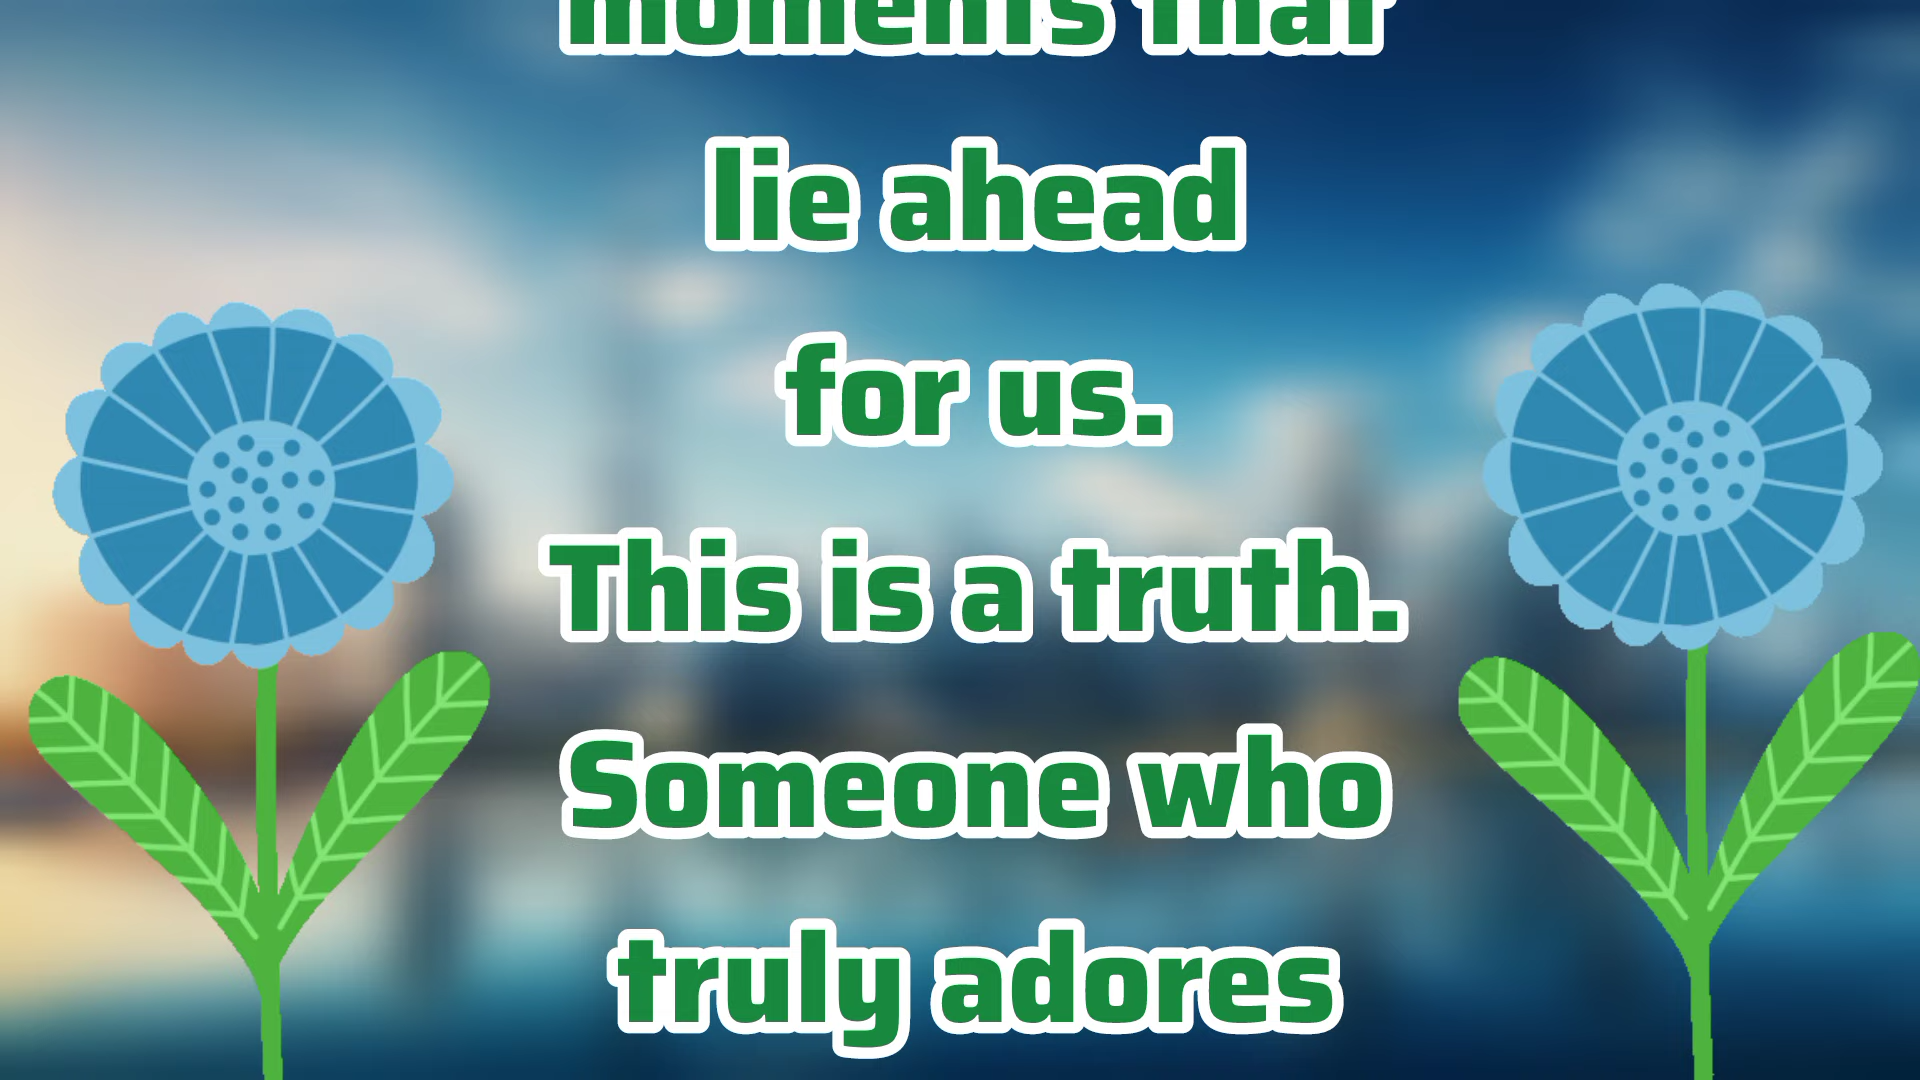 moments that
lie ahead
for us.
This is a truth.
Someone who
truly adores